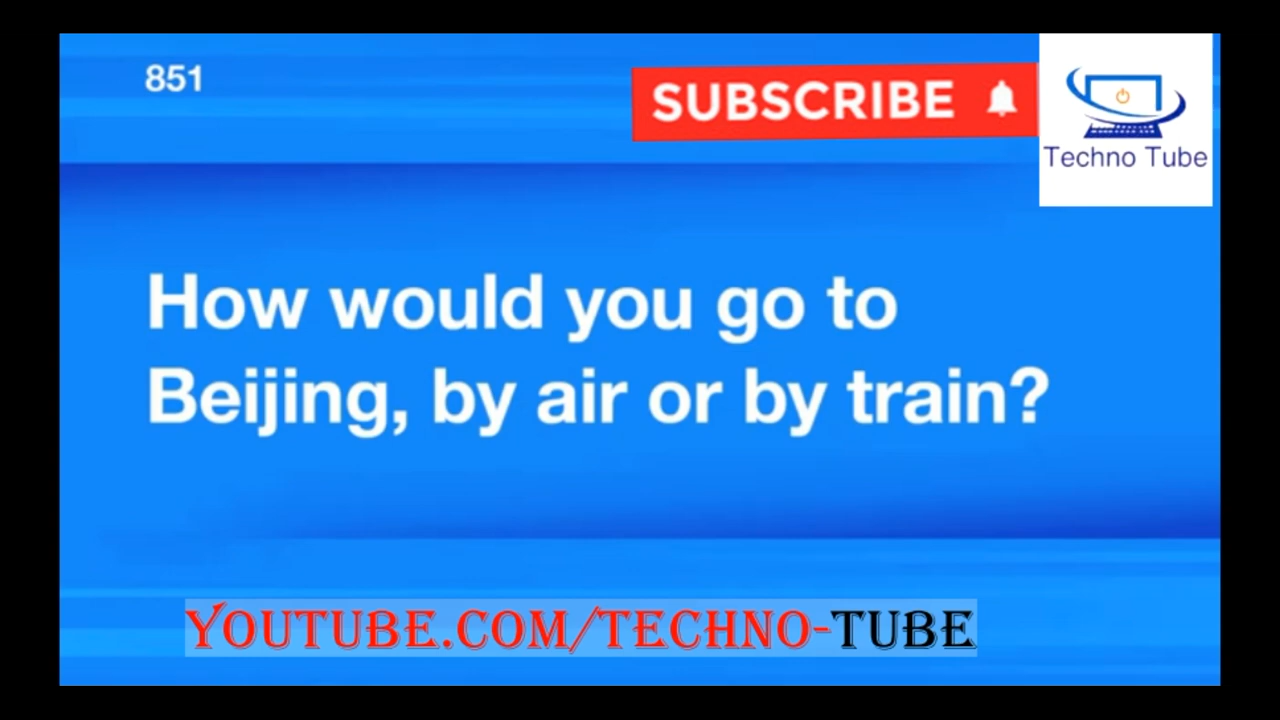 851
SUBSCRIBE
Techno Tube
How would you go to
Beijing, by air or by train?
YOUTUBE.COM/TECHNO-TUBE